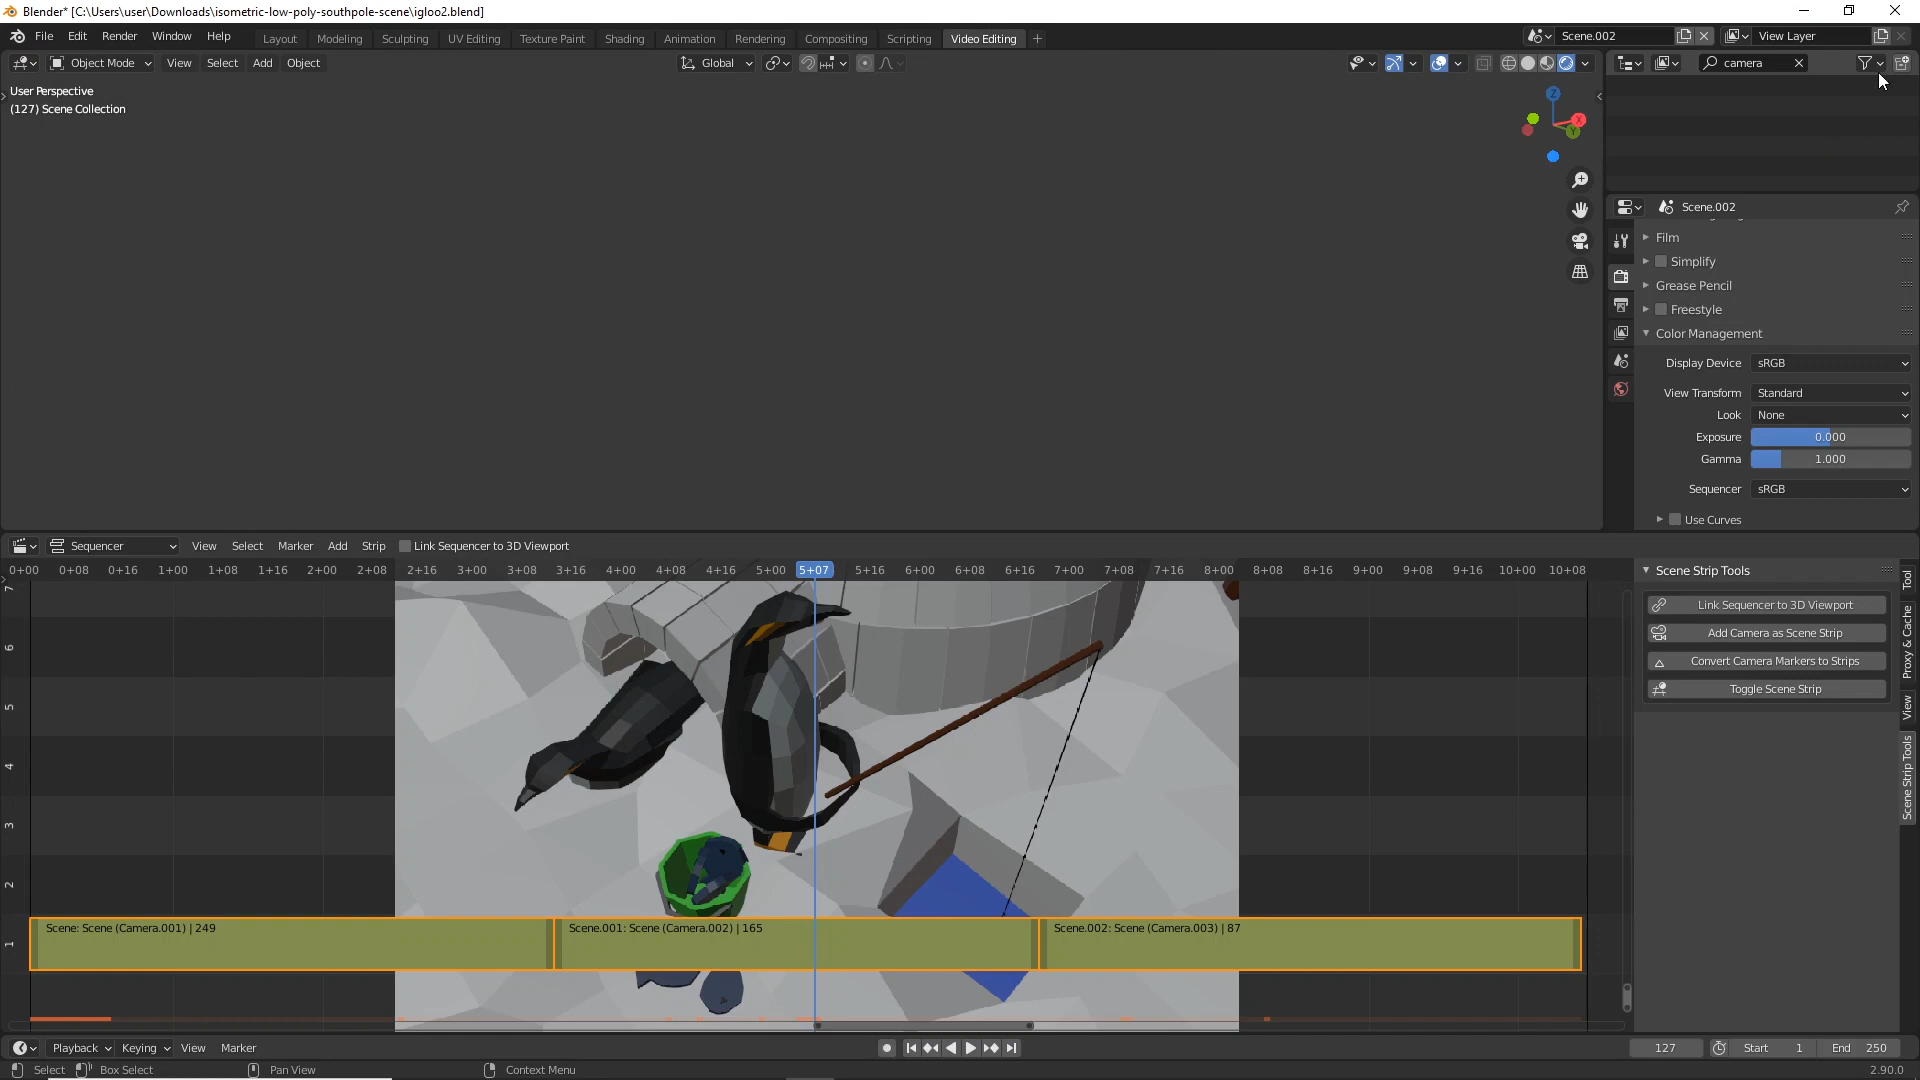 Blender* [C:\Users\user\Downloads\isometric-low-poly-southpole-scene\igloo2.blend]
File Edit Render Window Help Layout Modeling Sculpting UV Editing Texture Paint Shading Animation Rendering Compositing Scripting Video Editing Scene.002 View Layer
Object Mode View Select Add Object Global camera
User Perspective
(127) Scene Collection
Z
X
Y
Scene.002
Film
Simplify
Grease Pencil
Freestyle
Color Management
Display Device sRGB
View Transform Standard
Look None
Exposure 0.000
Gamma 1.000
Sequencer sRGB
Use Curves
Sequencer View Select Marker Add Strip Link Sequencer to 3D Viewport
0+00 0+08 0+16 1+00 1+08 1+16 2+00 2+08 2+16 3+00 3+08 3+16 4+00 4+08 4+16 5+00 5+07 5+16 6+00 6+08 6+16 7+00 7+08 7+16 8+00 8+08 8+16 9+00 9+08 9+16 10+00 10+08
Scene Strip Tools
Link Sequencer to 3D Viewport
Add Camera as Scene Strip
Convert Camera Markers to Strips
Toggle Scene Strip
Tool
Proxy & Cache
View
Scene Strip Tools
7
6
5
4
3
2
1
Scene: Scene (Camera.001) | 249
Scene.001: Scene (Camera.002) | 165
Scene.002: Scene (Camera.003) | 87
Playback Keying View Marker 127 Start 1 End 250
Select Box Select Pan View Context Menu 2.90.0